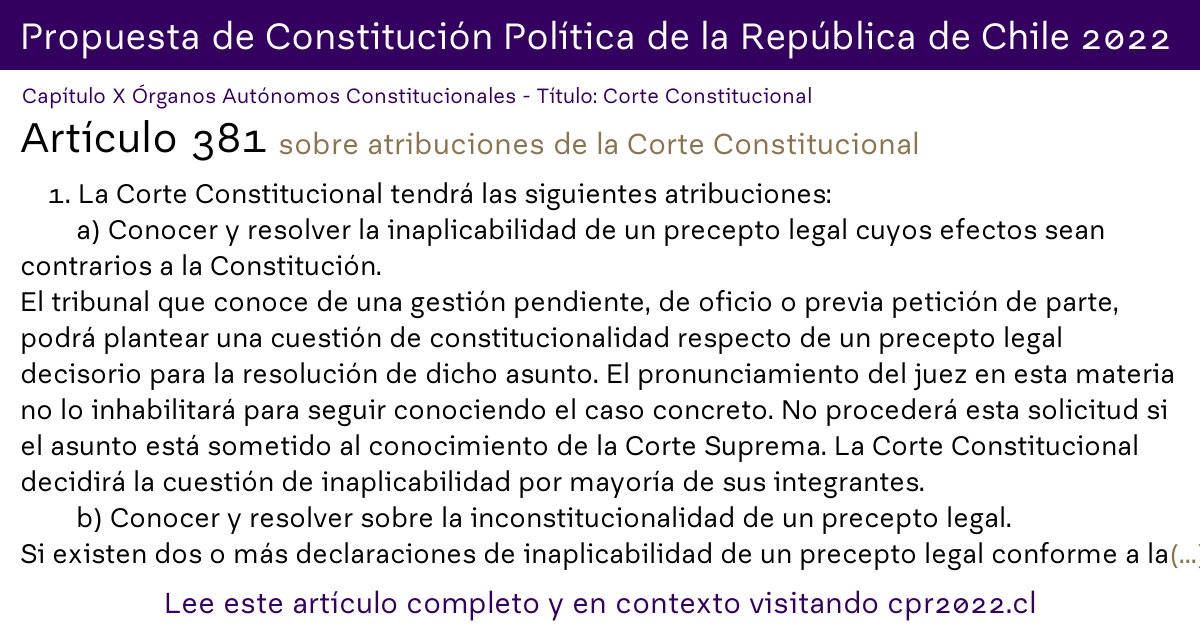 Propuesta de Constitución Política de la República de Chile 2022
Capítulo X Órganos Autónomos Constitucionales - Título: Corte Constitucional
Artículo 381 sobre atribuciones de la Corte Constitucional
1. La Corte Constitucional tendrá las siguientes atribuciones:
a) Conocer y resolver la inaplicabilidad de un precepto legal cuyos efectos sean
contrarios a la Constitución.
El tribunal que conoce de una gestión pendiente, de oficio o previa petición de parte,
podrá plantear una cuestión de constitucionalidad respecto de un precepto legal
decisorio para la resolución de dicho asunto. El pronunciamiento del juez en esta materia
no lo inhabilitará para seguir conociendo el caso concreto. No procederá esta solicitud si
el asunto está sometido al conocimiento de la Corte Suprema. La Corte Constitucional
decidirá la cuestión de inaplicabilidad por mayoría de sus integrantes.
b) Conocer y resolver sobre la inconstitucionalidad de un precepto legal.
Si existen dos o más declaraciones de inaplicabilidad de un precepto legal conforme a la(...)
Lee este artículo completo y en contexto visitando cpr2022.cl